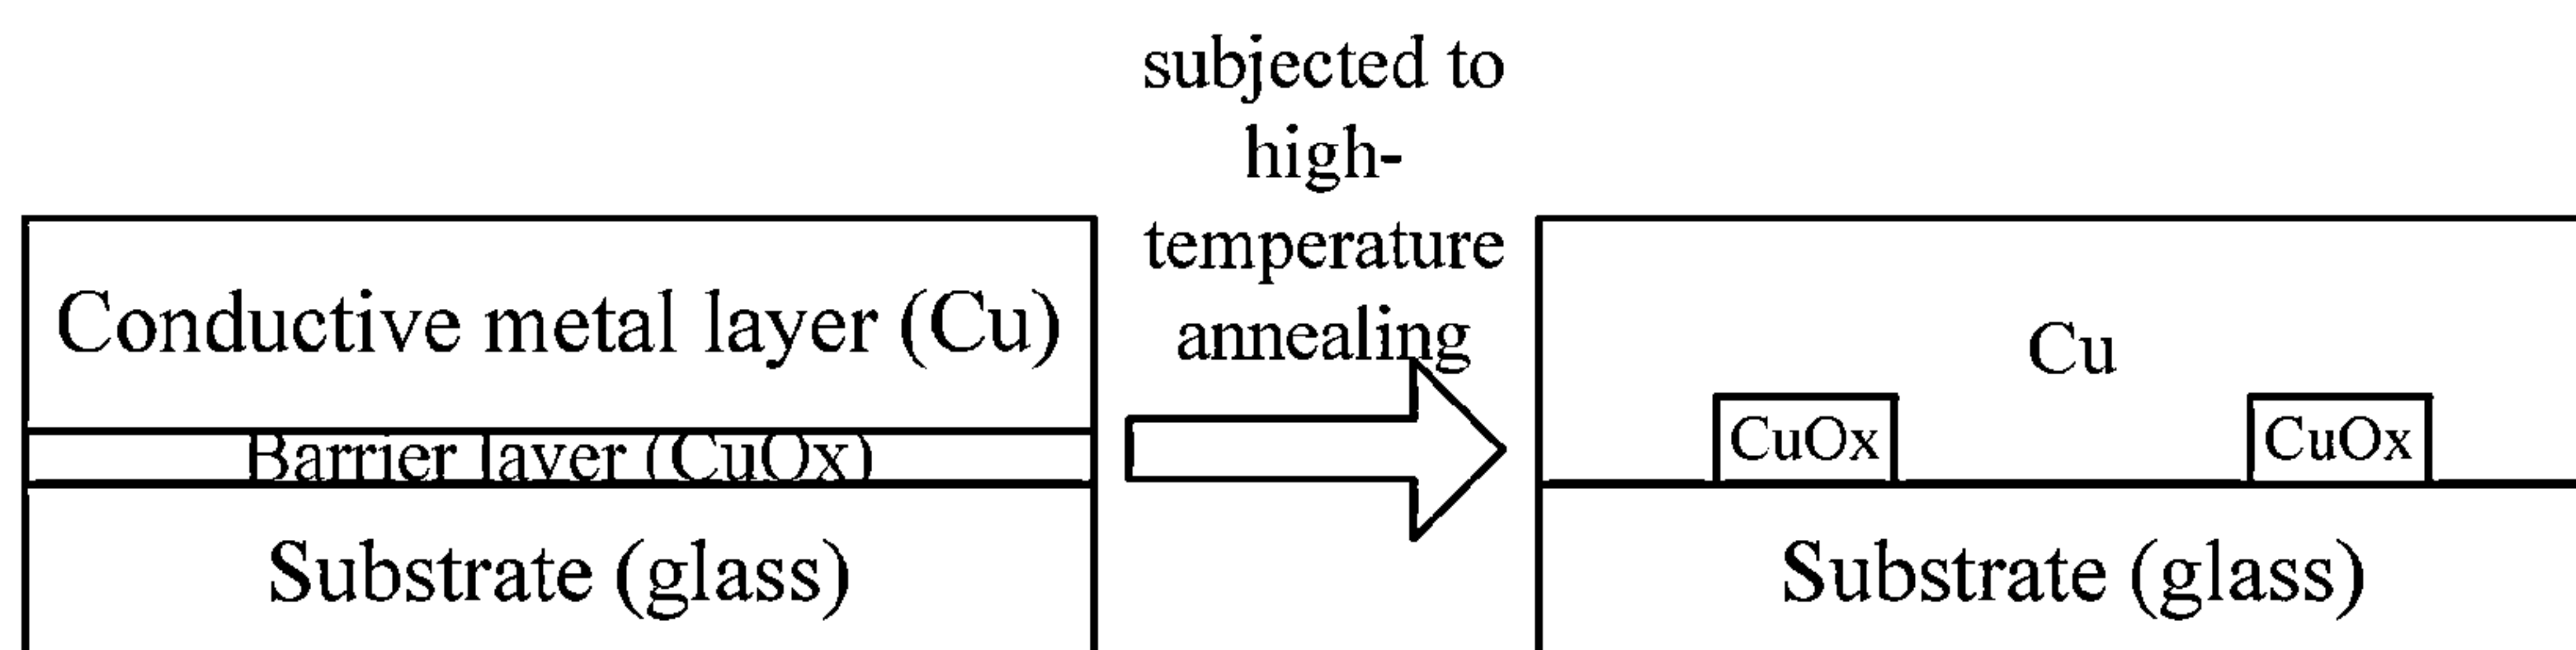 subjected to
high-
temperature
annealing
Conductive metal layer (Cu)
Barrier layer (CuOx)
Substrate (glass)
Cu
CuOx
CuOx
Substrate (glass)